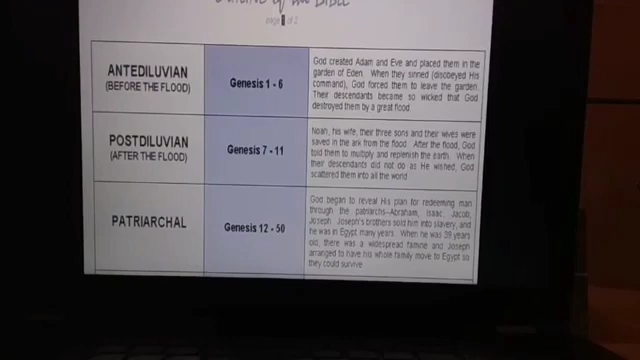 Outline of the Bible
page 1 of 2
ANTEDILUVIAN
(BEFORE THE FLOOD)
Genesis 1 - 6
God created Adam and Eve and placed them in the
garden of Eden. When they sinned (disobeyed His
command), God forced them to leave the garden.
Their descendants became so wicked that God
destroyed them by a great flood.
POSTDILUVIAN
(AFTER THE FLOOD)
Genesis 7 - 11
Noah, his wife, their three sons and their wives were
saved in the ark from the flood. After the flood, God
told them to multiply and replenish the earth. When
their descendants did not do as He wished, God
scattered them into all the world.
PATRIARCHAL
Genesis 12 - 50
God began to reveal His plan for redeeming man
through the patriarchs--Abraham, Isaac, Jacob,
Joseph. Joseph's brothers sold him into slavery, and
he was in Egypt many years. When he was 39 years
old, there was a widespread famine and Joseph
arranged to have his whole family move to Egypt so
they could survive.